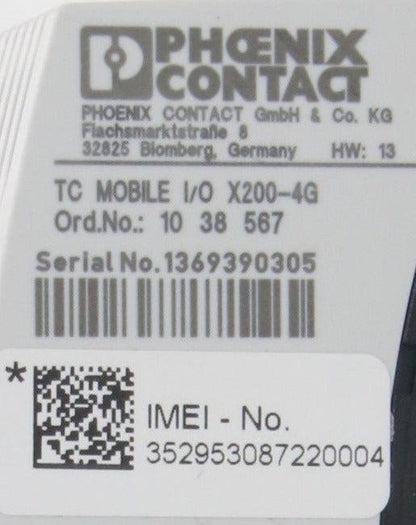 PHŒNIX
CONTACT
PHOENIX CONTACT GmbH & Co. KG
Flachsmarktstraße 8
32825 Blomberg, Germany HW: 13
TC MOBILE I/O X200-4G
Ord.No.: 10 38 567
Serial No.1369390305
*
IMEI - No.
352953087220004